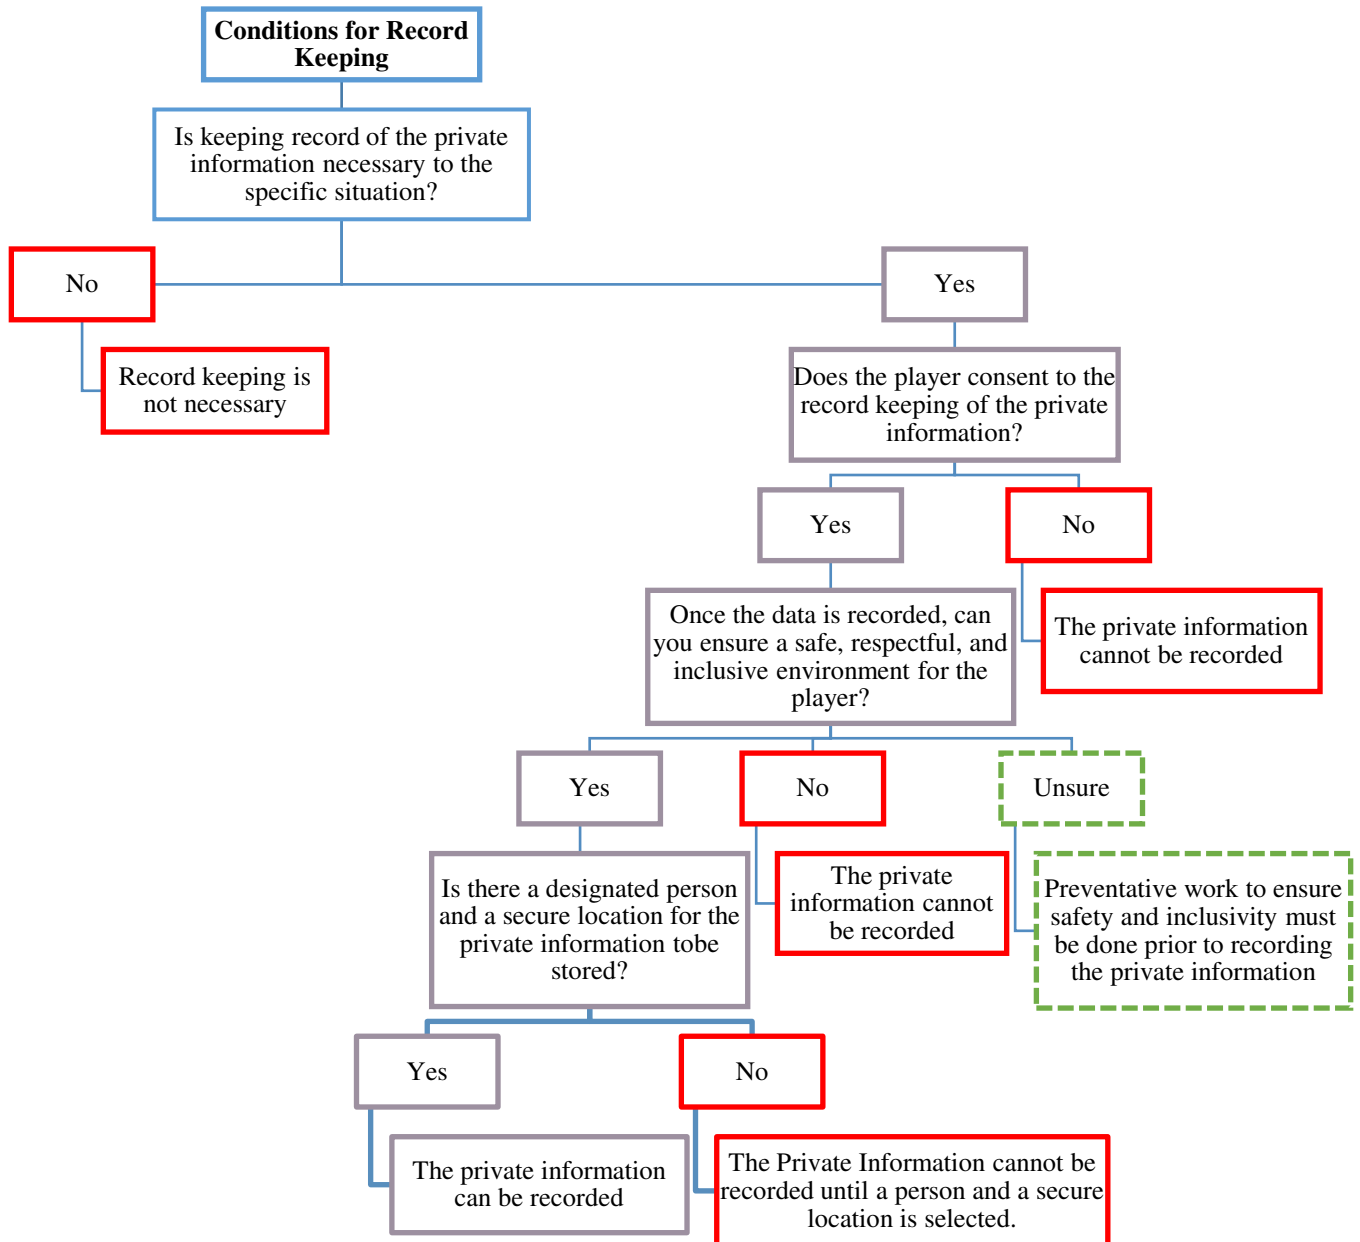 Conditions for Record
Keeping
Is keeping record of the private
information necessary to the
specific situation?
No
Yes
Record keeping is
not necessary
Does the player consent to the
record keeping of the private
information?
Yes
No
Once the data is recorded, can
you ensure a safe, respectful, and
inclusive environment for the
player?
The private information
cannot be recorded
Yes
No
Unsure
Is there a designated person
and a secure location for the
private information tobe
stored?
The private
information cannot
be recorded
Preventative work to ensure
safety and inclusivity must
be done prior to recording
the private information
Yes
No
The private information
can be recorded
The Private Information cannot be
recorded until a person and a secure
location is selected.